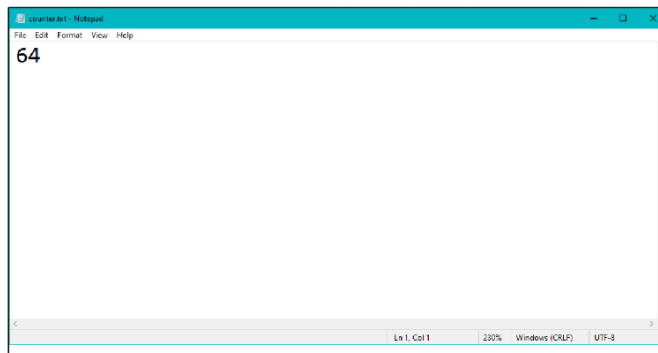 counter.txt - Notepad
File Edit Format View Help
64
Ln 1, Col 1 230% Windows (CRLF) UTF-8